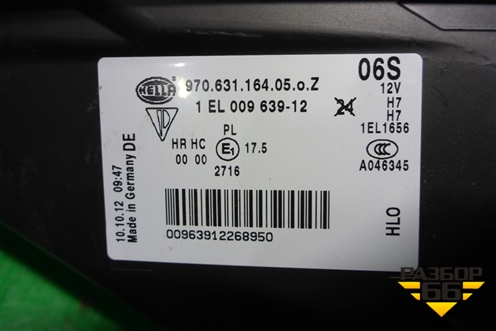 HELLA
970.631.164.05.o.Z
1 EL 009 639-12
06S
12V
24
H7
H7
1EL1656
CCC
A046345
PL
HR HC
00 00
E1
17.5
2716
DE
10.10.12 09:47
Made in Germany
00963912268950
HLO
РАЗБОР
66